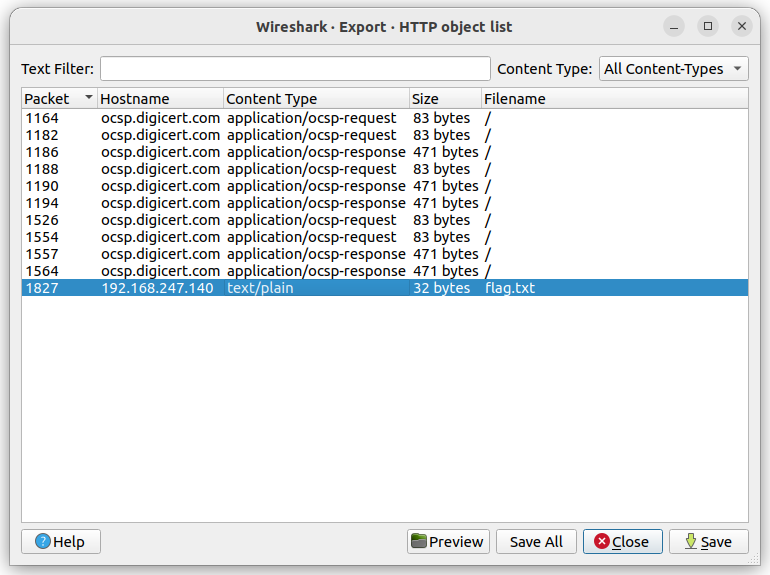 Wireshark · Export · HTTP object list
Text Filter: Content Type: All Content-Types
Packet Hostname Content Type Size Filename
1164 ocsp.digicert.com application/ocsp-request 83 bytes /
1182 ocsp.digicert.com application/ocsp-request 83 bytes /
1186 ocsp.digicert.com application/ocsp-response 471 bytes /
1188 ocsp.digicert.com application/ocsp-request 83 bytes /
1190 ocsp.digicert.com application/ocsp-response 471 bytes /
1194 ocsp.digicert.com application/ocsp-response 471 bytes /
1526 ocsp.digicert.com application/ocsp-request 83 bytes /
1554 ocsp.digicert.com application/ocsp-request 83 bytes /
1557 ocsp.digicert.com application/ocsp-response 471 bytes /
1564 ocsp.digicert.com application/ocsp-response 471 bytes /
1827 192.168.247.140 text/plain 32 bytes flag.txt
Help Preview Save All Close Save